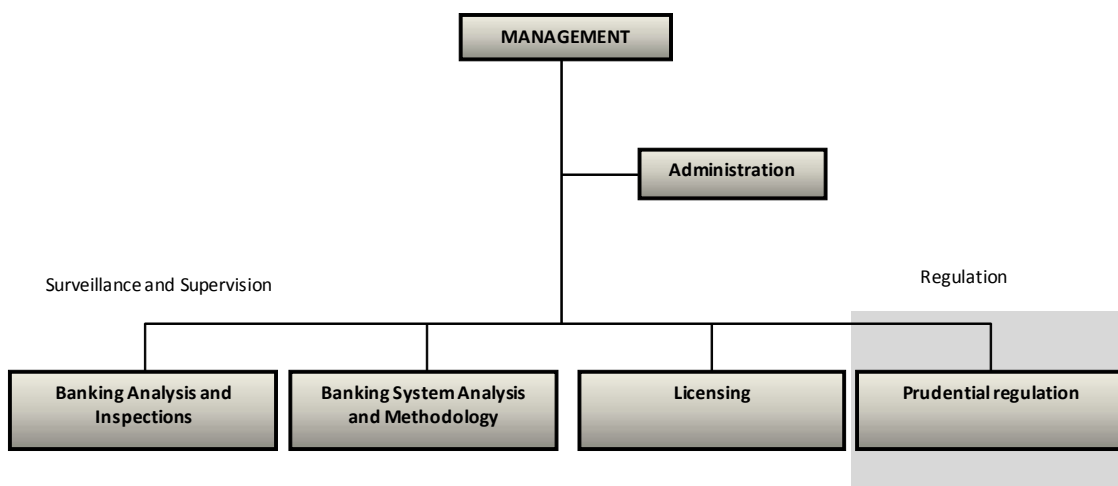 MANAGEMENT
Administration
Surveillance and Supervision
Regulation
Banking Analysis and
Inspections
Banking System Analysis
and Methodology
Licensing
Prudential regulation